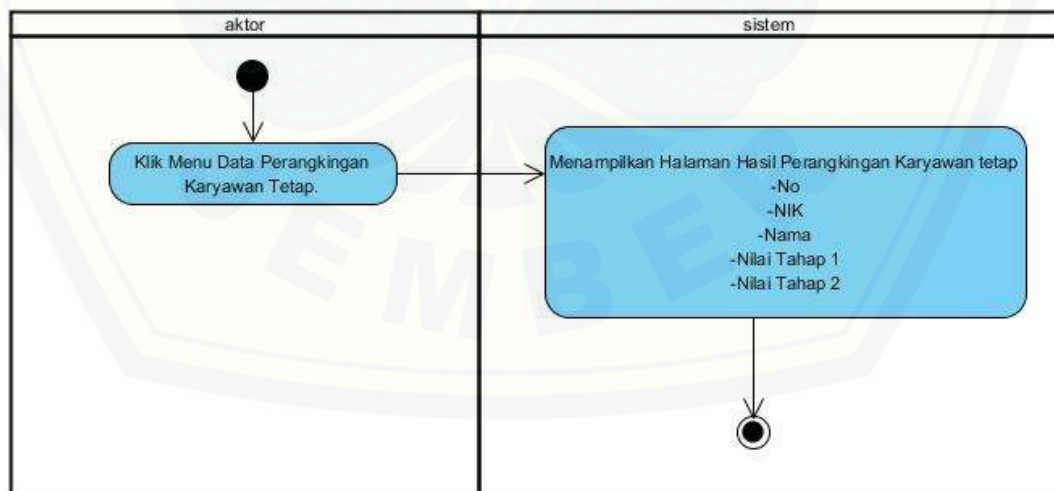 aktor
sistem
Klik Menu Data Perangkingan
Karyawan Tetap.
Menampilkan Halaman Hasil Perangkingan Karyawan tetap
-No
-NIK
-Nama
-Nilai Tahap 1
-Nilai Tahap 2
EMBE